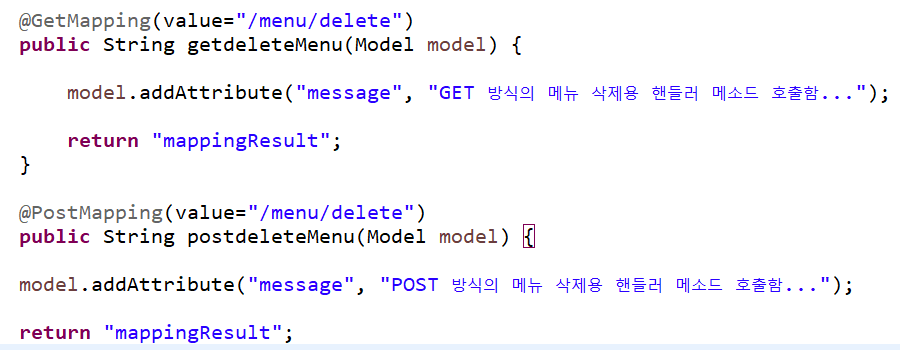 @GetMapping(value="/menu/delete")
public String getdeleteMenu(Model model) {
model.addAttribute("message", "GET 방식의 메뉴 삭제용 핸들러 메소드 호출함...");
return "mappingResult";
}
@PostMapping(value="/menu/delete")
public String postdeleteMenu(Model model) {
model.addAttribute("message", "POST 방식의 메뉴 삭제용 핸들러 메소드 호출함...");
return "mappingResult";